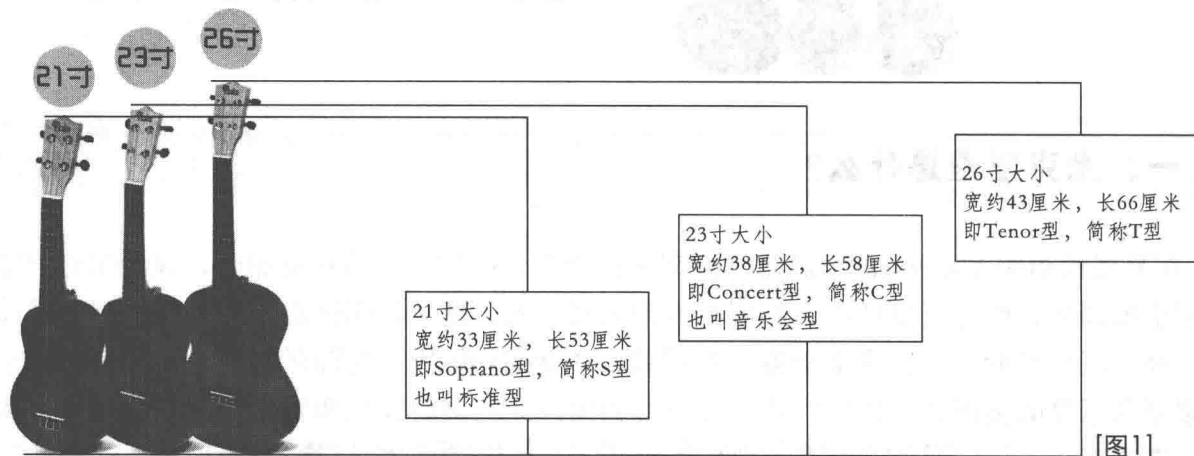 21寸
23寸
26寸
26寸大小
宽约43厘米，长66厘米
即Tenor型，简称T型
23寸大小
宽约38厘米，长58厘米
即Concert型，简称C型
也叫音乐会型
21寸大小
宽约33厘米，长53厘米
即Soprano型，简称S型
也叫标准型
[图1]